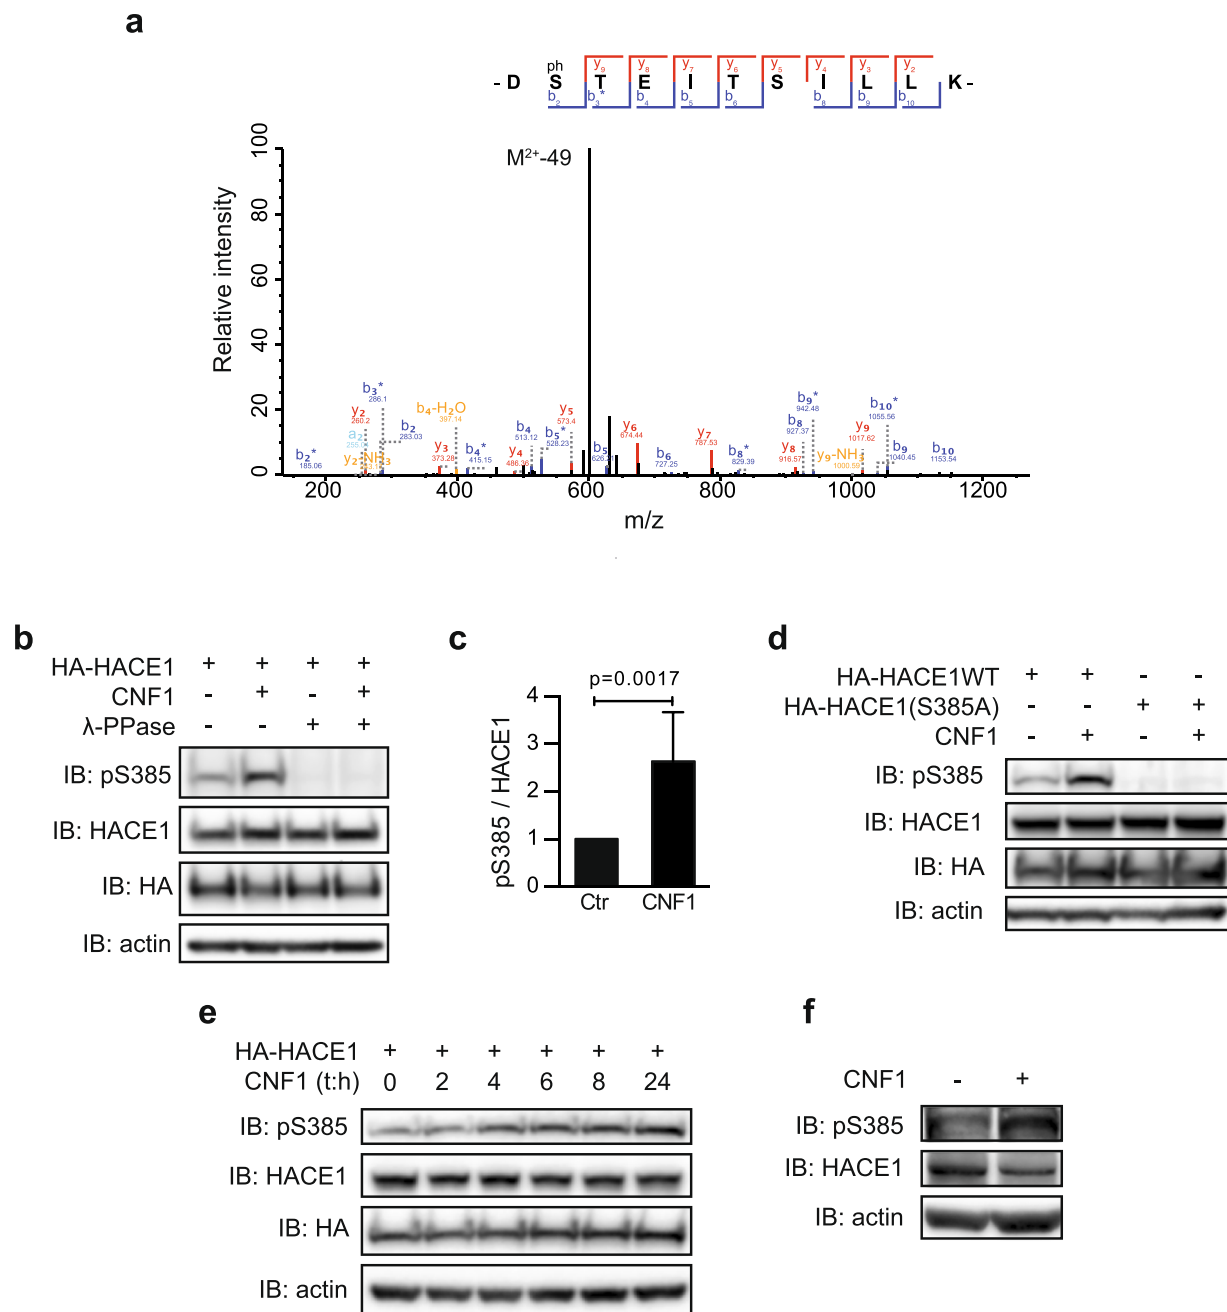 a
ph
y9 y8 y7 y6 y5 y4 y3 y2
- D S T E I T S I L L K -
b2 b3* b4 b5 b6 b8 b9 b10
Relative intensity
100
80
60
40
20
0
M2+-49
b2*
185.06
y2
260.2
a2
b3*
286.1
b2
283.03
b4-H2O
397.14
y3
373.28
b4*
415.15
y4
b4
513.12
b5*
528.23
y5
573.4
b5
y6
674.44
b6
727.25
y7
787.53
b8*
829.39
y8
916.57
b8
927.37
b9*
942.48
y9-NH3
1000.59
y9
1017.62
b10*
1055.56
b9
1040.45
b10
1153.54
200 400 600 800 1000 1200
m/z
b
HA-HACE1 + + + +
CNF1 - + - +
λ-PPase - - + +
IB: pS385
IB: HACE1
IB: HA
IB: actin
c
p=0.0017
pS385 / HACE1
4
3
2
1
0
Ctr CNF1
d
HA-HACE1WT + + - -
HA-HACE1(S385A) - - + +
CNF1 - + - +
IB: pS385
IB: HACE1
IB: HA
IB: actin
e
HA-HACE1 + + + + + +
CNF1 (t:h) 0 2 4 6 8 24
IB: pS385
IB: HACE1
IB: HA
IB: actin
f
CNF1 - +
IB: pS385
IB: HACE1
IB: actin